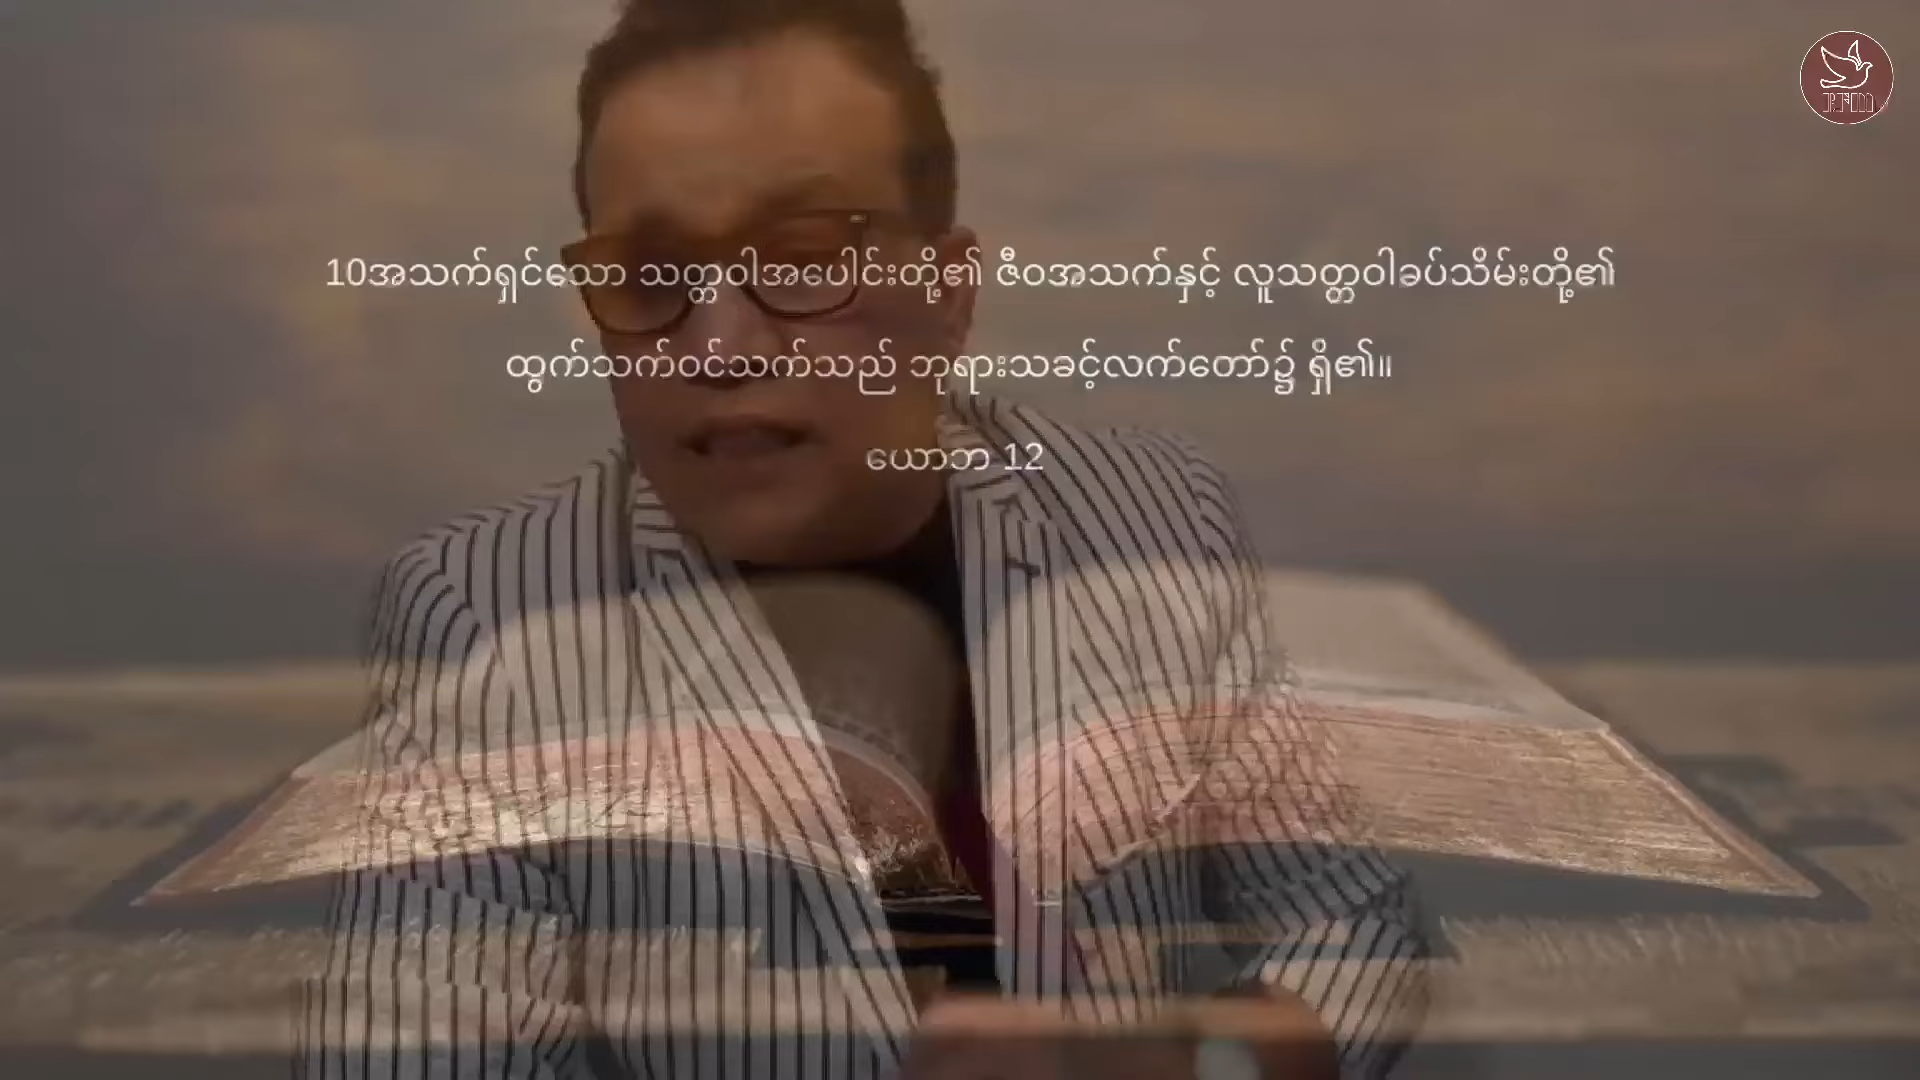 10အသက်ရှင်သော သတ္တဝါအပေါင်းတို့၏ ဇီဝအသက်နှင့် လူသတ္တဝါခပ်သိမ်းတို့၏
ထွက်သက်ဝင်သက်သည် ဘုရားသခင့်လက်တော်၌ ရှိ၏။
ယောဘ 12